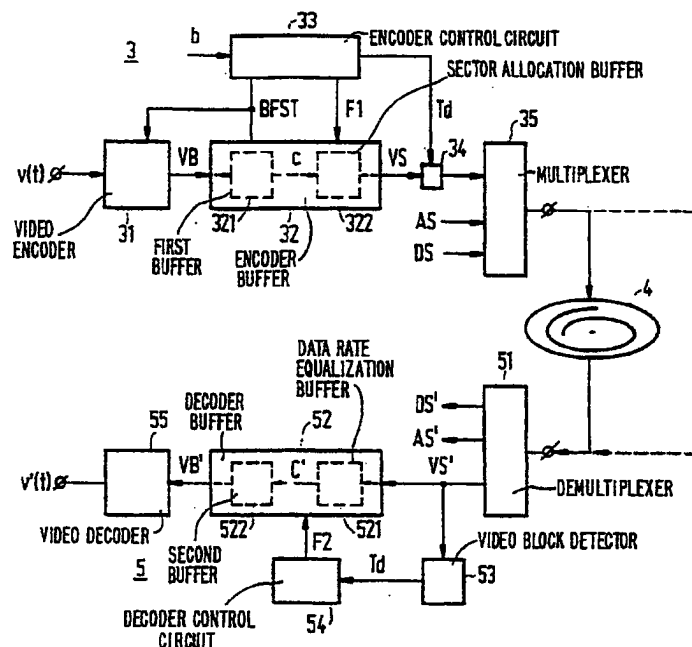 33
ENCODER CONTROL CIRCUIT
3
b
SECTOR ALLOCATION BUFFER
BFST
F1
Td
35
v(t)
VB
C
VS
34
MULTIPLEXER
VIDEO ENCODER
31
321
32
322
AS
DS
FIRST BUFFER
ENCODER BUFFER
4
DATA RATE EQUALIZATION BUFFER
51
DECODER BUFFER
DS'
55
52
AS'
v'(t)
VB'
C'
VS'
522
521
DEMULTIPLEXER
VIDEO DECODER
SECOND BUFFER
F2
VIDEO BLOCK DETECTOR
5
Td
53
DECODER CONTROL CIRCUIT
54